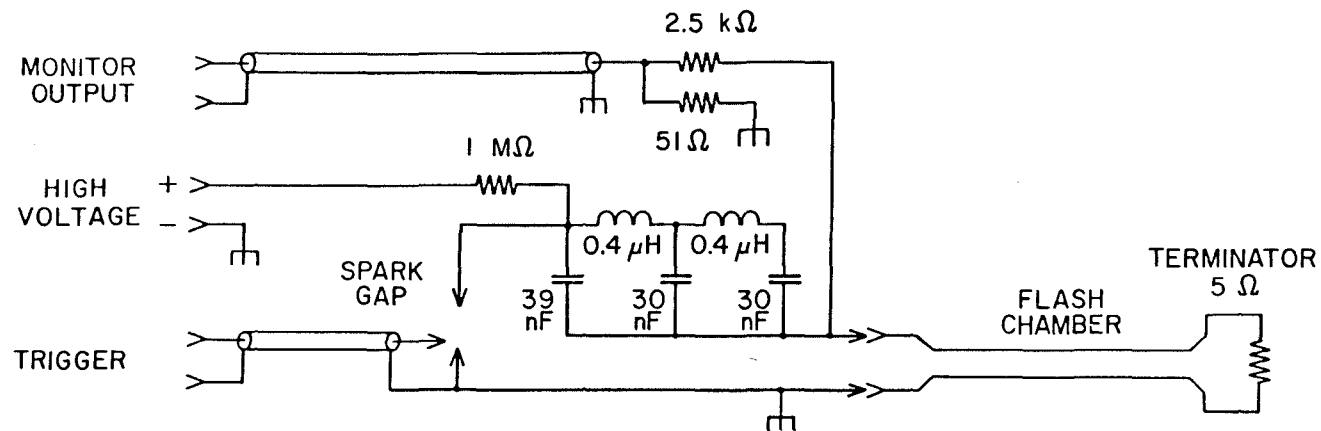 2.5 kΩ
MONITOR
OUTPUT
51Ω
1 MΩ
HIGH
VOLTAGE
+
−
0.4 μH
0.4 μH
SPARK
GAP
39
nF
30
nF
30
nF
TERMINATOR
5 Ω
FLASH
CHAMBER
TRIGGER